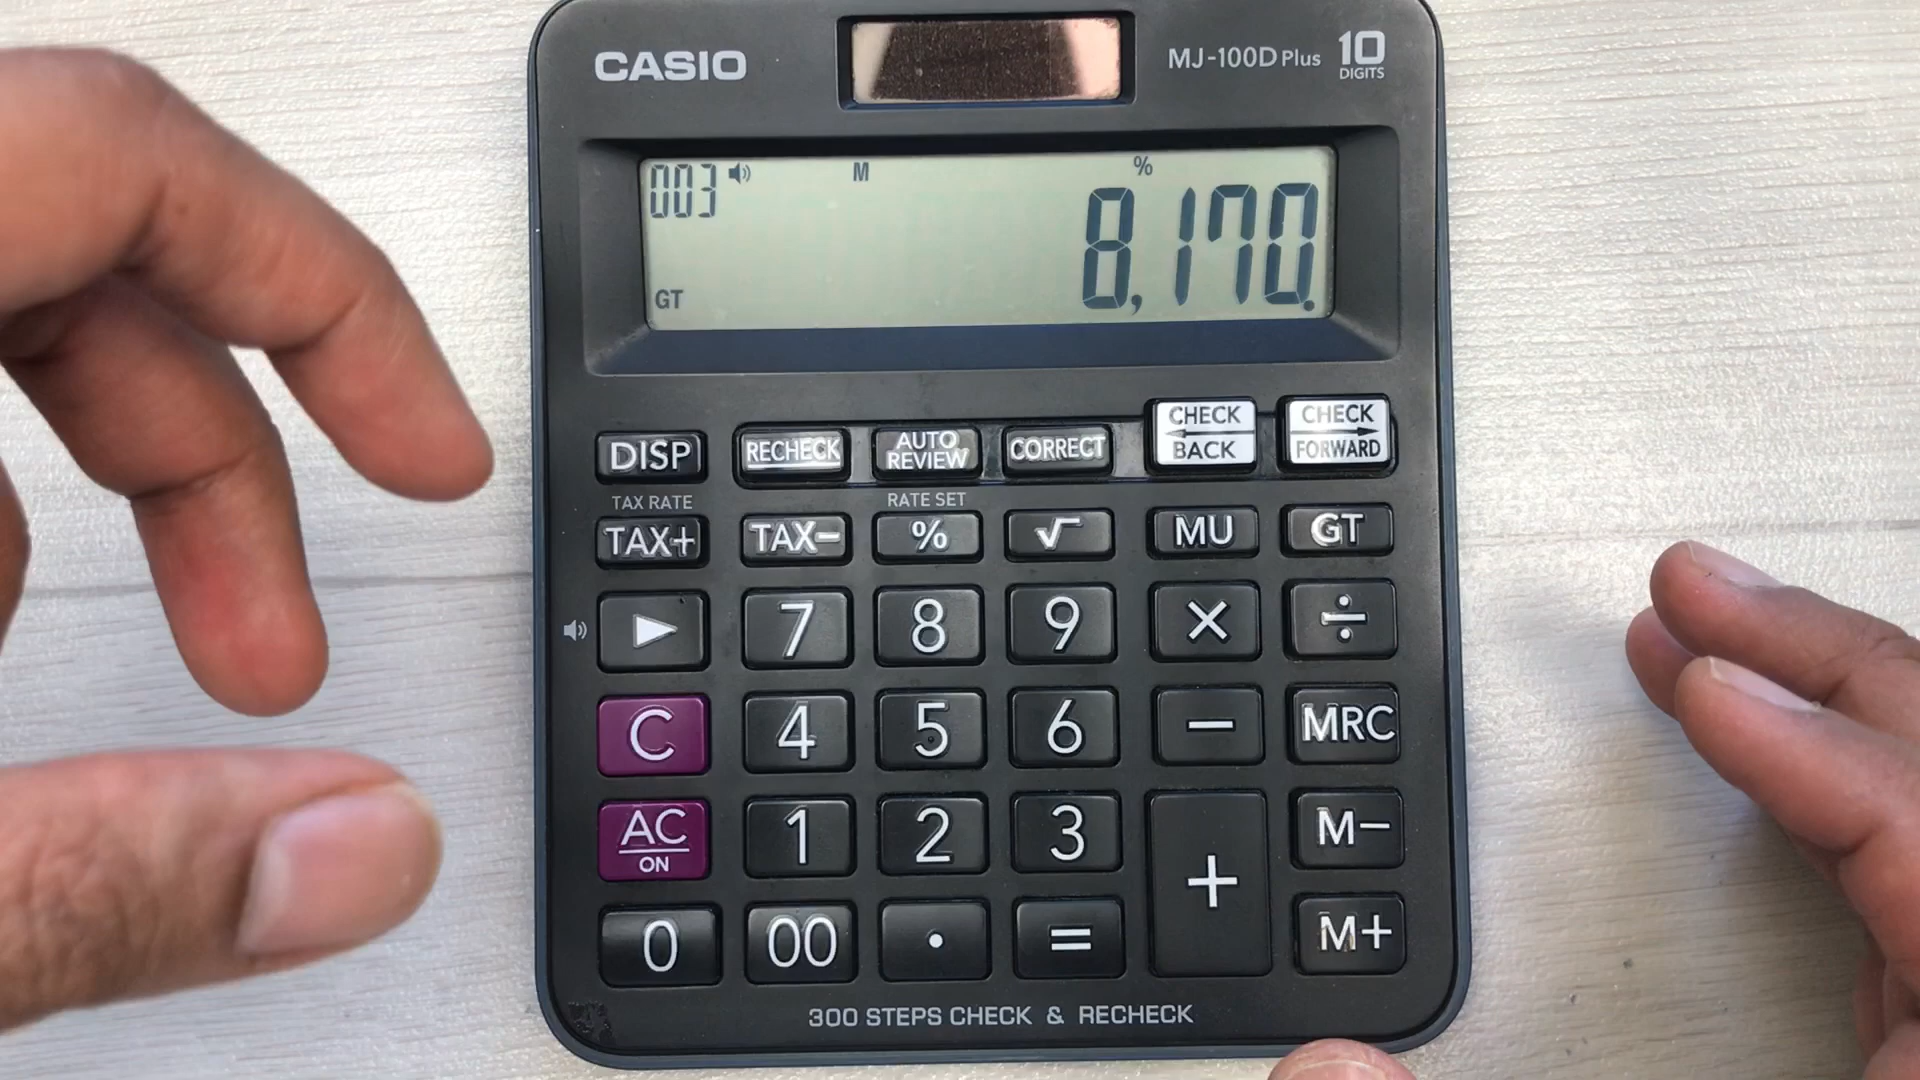 CASIO
MJ-100D Plus 10 DIGITS
003 M %
8,170.
GT
DISP RECHECK AUTO REVIEW CORRECT CHECK BACK CHECK FORWARD
TAX RATE RATE SET
TAX+ TAX− % √ MU GT
7 8 9 × ÷
C 4 5 6 − MRC
AC ON 1 2 3 + M−
0 00 . = M+
300 STEPS CHECK & RECHECK